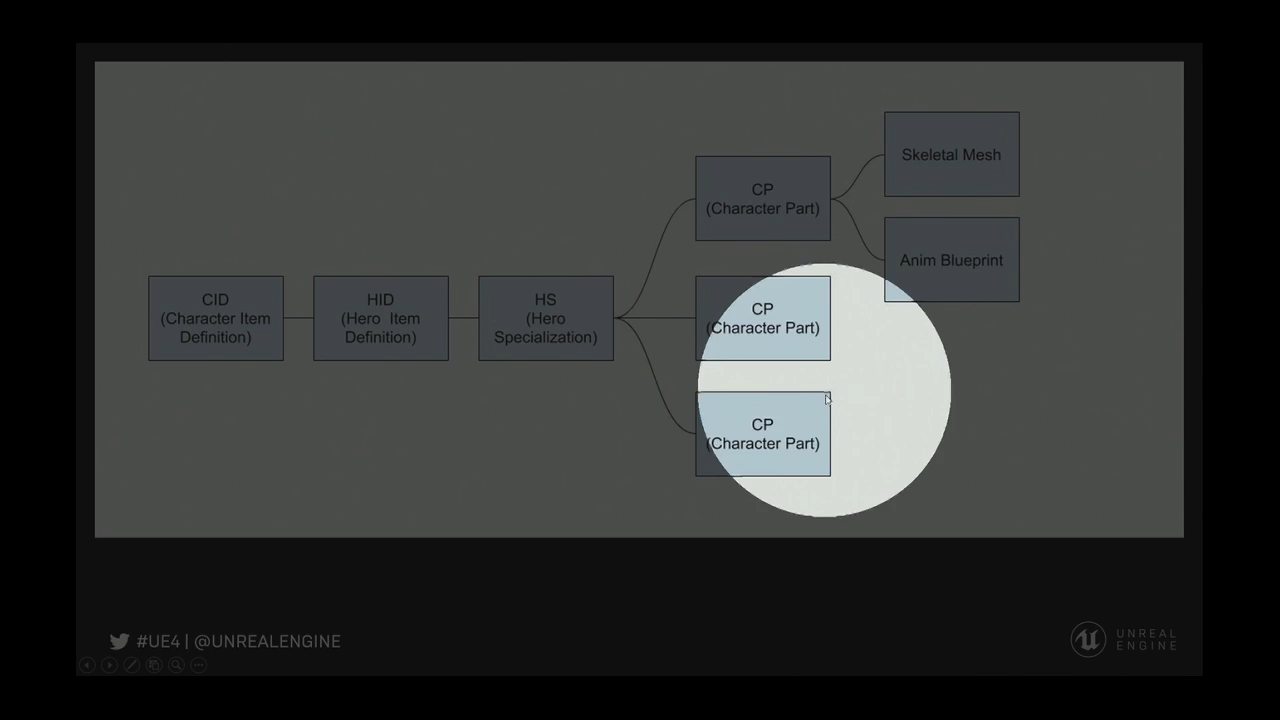 Skeletal Mesh
CP
(Character Part)
Anim Blueprint
CID
(Character Item
Definition)
HID
(Hero Item
Definition)
HS
(Hero
Specialization)
CP
(Character Part)
CP
(Character Part)
#UE4 | @UNREALENGINE
UNREAL
ENGINE